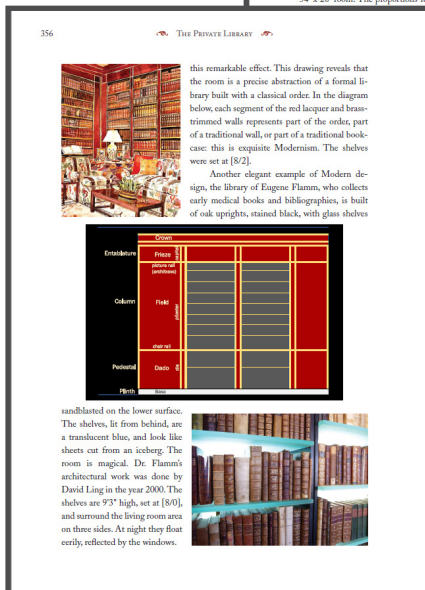 356
The Private Library
this remarkable effect. This drawing reveals that
the room is a precise abstraction of a formal li-
brary built with a classical order. In the diagram
below, each segment of the red lacquer and brass-
trimmed walls represents part of the order, part
of a traditional wall, or part of a traditional book-
case: this is exquisite Modernism. The shelves
were set at [8/2].
Another elegant example of Modern de-
sign, the library of Eugene Flamm, who collects
early medical books and bibliographies, is built
of oak uprights, stained black, with glass shelves
Crown
Entablature
Frieze
capital
picture rail
(architrave)
Column
Field
pilaster
chair rail
Pedestal
Dado
die
Plinth
Base
sandblasted on the lower surface.
The shelves, lit from behind, are
a translucent blue, and look like
sheets cut from an iceberg. The
room is magical. Dr. Flamm's
architectural work was done by
David Ling in the year 2000. The
shelves are 9'3" high, set at [8/0],
and surround the living room area
on three sides. At night they float
eerily, reflected by the windows.